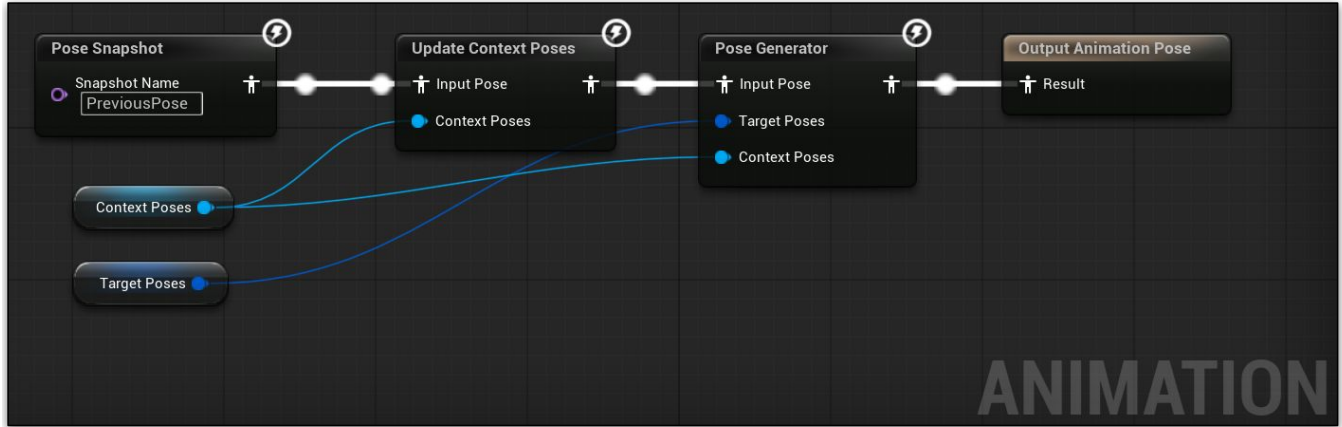 Pose Snapshot
Snapshot Name
PreviousPose
Update Context Poses
Input Pose
Context Poses
Pose Generator
Input Pose
Target Poses
Context Poses
Output Animation Pose
Result
Context Poses
Target Poses
ANIMATION